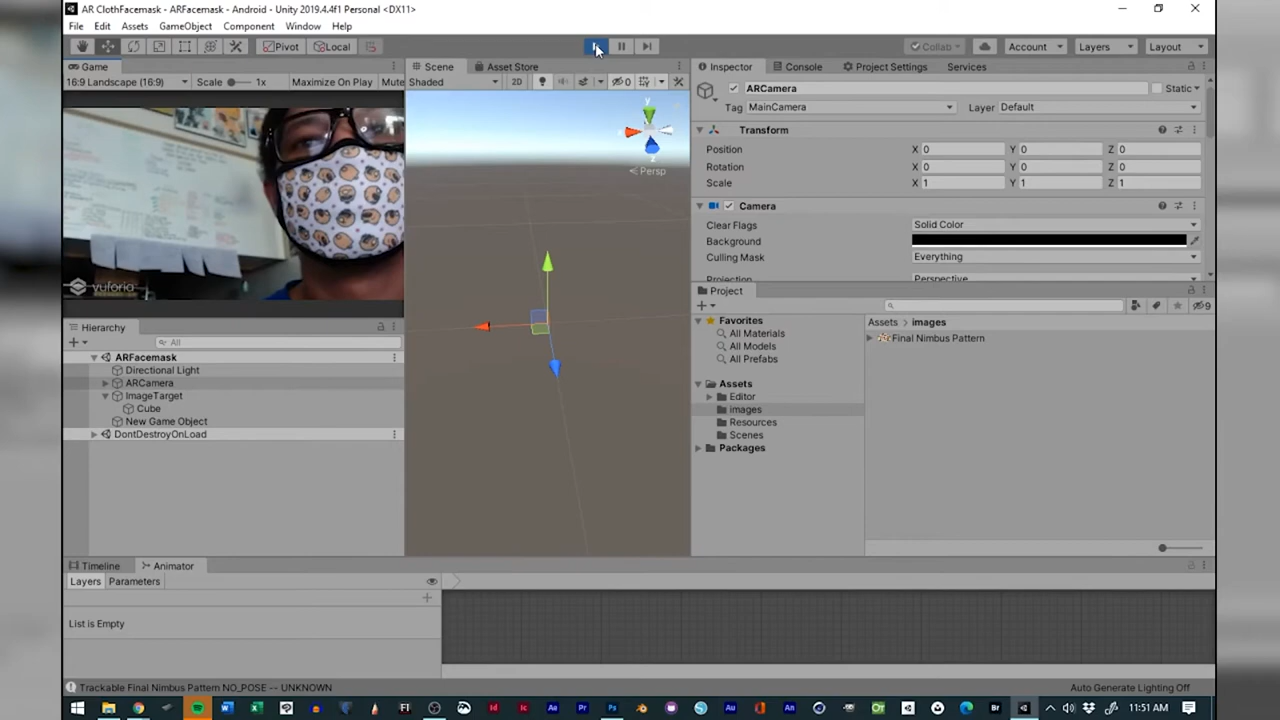 AR ClothFacemask - ARFacemask - Android - Unity 2019.4.4f1 Personal <DX11>
File Edit Assets GameObject Component Window Help
Pivot Local Collab Account Layers Layout
Game
16:9 Landscape (16:9) Scale 1x Maximize On Play Mute
vuforia
Scene Asset Store
Shaded 2D 0
y
z
Persp
Inspector Console Project Settings Services
ARCamera Static
Tag MainCamera Layer Default
Transform
Position X 0 Y 0 Z 0
Rotation X 0 Y 0 Z 0
Scale X 1 Y 1 Z 1
Camera
Clear Flags Solid Color
Background
Culling Mask Everything
Projection Perspective
Hierarchy
All
ARFacemask
Directional Light
ARCamera
ImageTarget
Cube
New Game Object
DontDestroyOnLoad
Project
9
Favorites
All Materials
All Models
All Prefabs
Assets
Editor
images
Resources
Scenes
Packages
Assets > images
Final Nimbus Pattern
Timeline Animator
Layers Parameters
List is Empty
Trackable Final Nimbus Pattern NO_POSE -- UNKNOWN
Auto Generate Lighting Off
11:51 AM